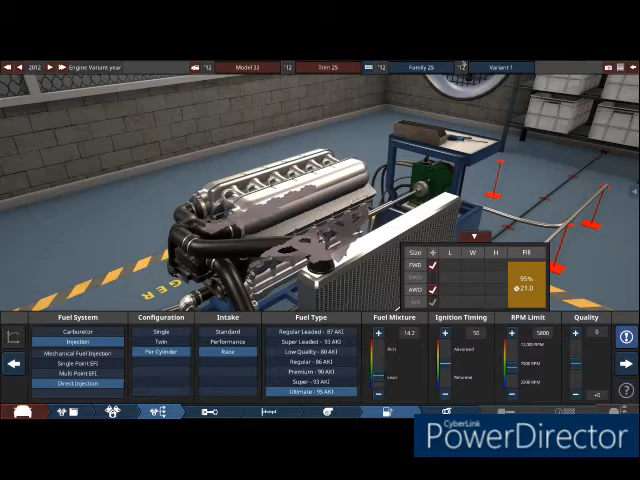 2012 Engine Variant year
'12 Model 33 '12 Trim 25 '12 Family 25 '12 Variant 1
GER
Size L W H Fill
FWD
AWD
95%
21.0
Fuel System
Carburetor
Injection
Mechanical Fuel Injection
Single Point EFI
Multi Point EFI
Direct Injection
Configuration
Single
Twin
Per Cylinder
Intake
Standard
Performance
Race
Fuel Type
Regular Leaded - 87 AKI
Super Leaded - 93 AKI
Low Quality - 80 AKI
Regular - 86 AKI
Premium - 90 AKI
Super - 93 AKI
Ultimate - 95 AKI
Fuel Mixture
14.2
Rich
Lean
Ignition Timing
50
Advanced
Retarded
RPM Limit
5800
12,000 RPM
7000 RPM
2000 RPM
Quality
0
+0
CyberLink
PowerDirector